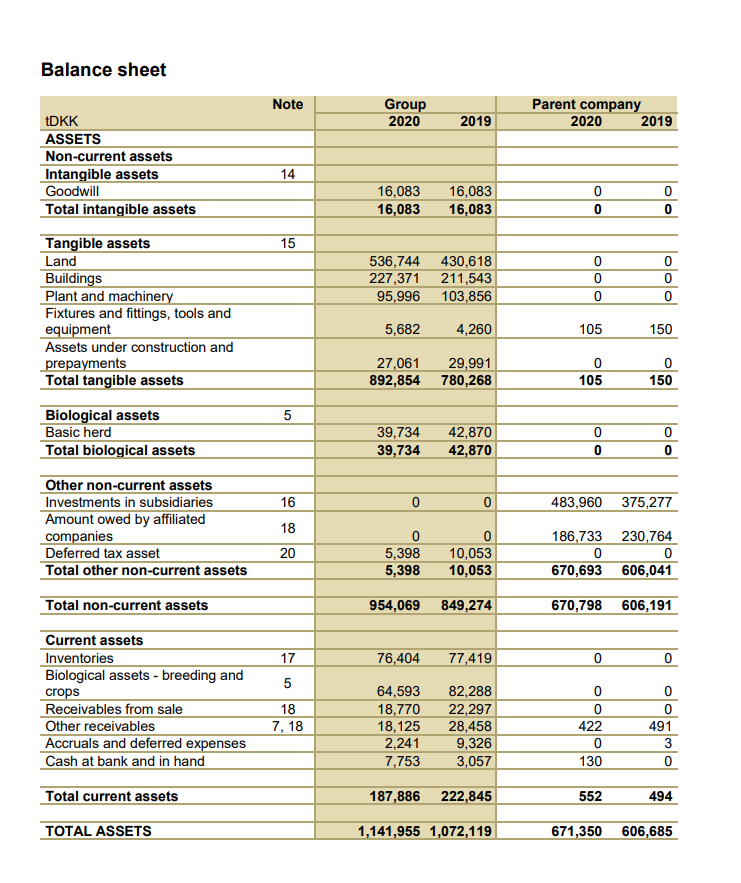 Balance sheet
Note Group Parent company
tDKK 2020 2019 2020 2019
ASSETS
Non-current assets
Intangible assets 14
Goodwill 16,083 16,083 0 0
Total intangible assets 16,083 16,083 0 0
Tangible assets 15
Land 536,744 430,618 0 0
Buildings 227,371 211,543 0 0
Plant and machinery 95,996 103,856 0 0
Fixtures and fittings, tools and
equipment 5,682 4,260 105 150
Assets under construction and
prepayments 27,061 29,991 0 0
Total tangible assets 892,854 780,268 105 150
Biological assets 5
Basic herd 39,734 42,870 0 0
Total biological assets 39,734 42,870 0 0
Other non-current assets
Investments in subsidiaries 16 0 0 483,960 375,277
Amount owed by affiliated
companies 18 0 0 186,733 230,764
Deferred tax asset 20 5,398 10,053 0 0
Total other non-current assets 5,398 10,053 670,693 606,041
Total non-current assets 954,069 849,274 670,798 606,191
Current assets
Inventories 17 76,404 77,419 0 0
Biological assets - breeding and
crops 5 64,593 82,288 0 0
Receivables from sale 18 18,770 22,297 0 0
Other receivables 7, 18 18,125 28,458 422 491
Accruals and deferred expenses 2,241 9,326 0 3
Cash at bank and in hand 7,753 3,057 130 0
Total current assets 187,886 222,845 552 494
TOTAL ASSETS 1,141,955 1,072,119 671,350 606,685